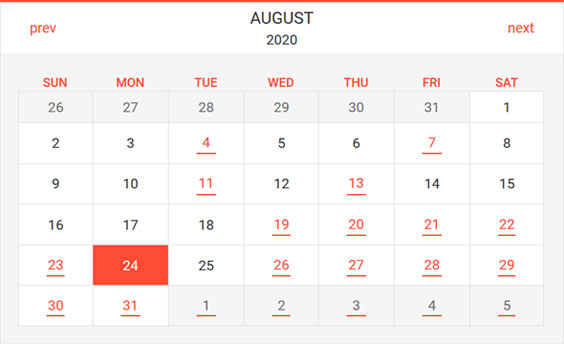 prev AUGUST next
2020
SUN MON TUE WED THU FRI SAT
26 27 28 29 30 31 1
2 3 4 5 6 7 8
9 10 11 12 13 14 15
16 17 18 19 20 21 22
23 24 25 26 27 28 29
30 31 1 2 3 4 5